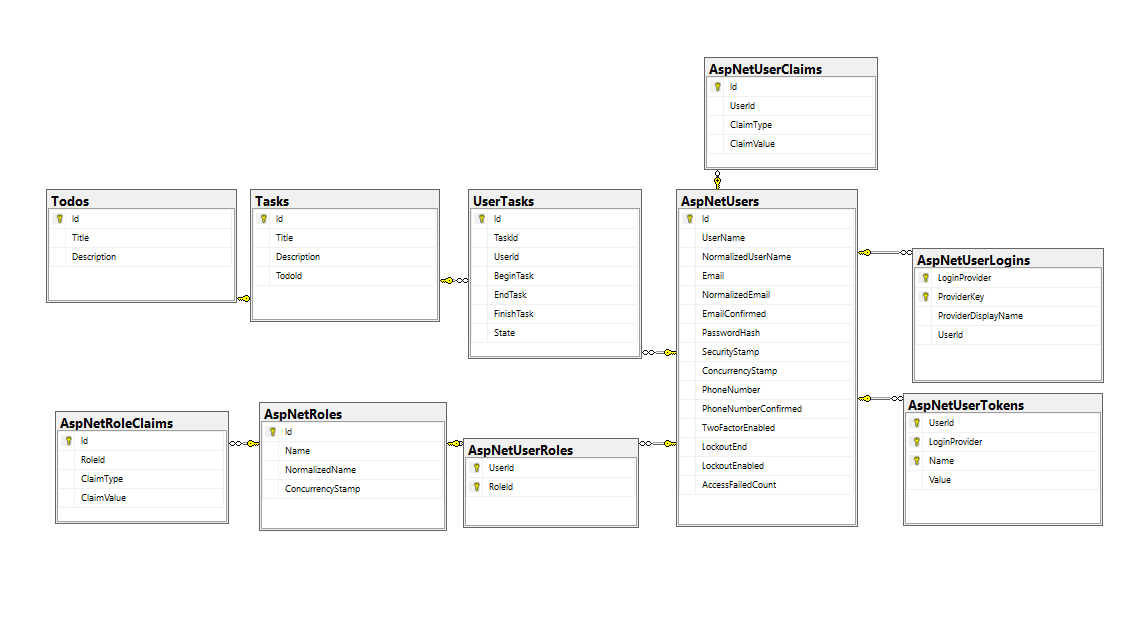 AspNetUserClaims
Id
UserId
ClaimType
ClaimValue
Todos
Id
Title
Description
Tasks
Id
Title
Description
TodoId
UserTasks
Id
TaskId
UserId
BeginTask
EndTask
FinishTask
State
AspNetUsers
Id
UserName
NormalizedUserName
Email
NormalizedEmail
EmailConfirmed
PasswordHash
SecurityStamp
ConcurrencyStamp
PhoneNumber
PhoneNumberConfirmed
TwoFactorEnabled
LockoutEnd
LockoutEnabled
AccessFailedCount
AspNetUserLogins
LoginProvider
ProviderKey
ProviderDisplayName
UserId
AspNetRoleClaims
Id
RoleId
ClaimType
ClaimValue
AspNetRoles
Id
Name
NormalizedName
ConcurrencyStamp
AspNetUserRoles
UserId
RoleId
AspNetUserTokens
UserId
LoginProvider
Name
Value